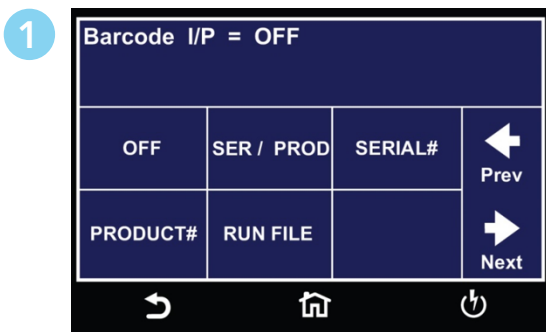 1
Barcode I/P = OFF
OFF
SER / PROD
SERIAL#
Prev
PRODUCT#
RUN FILE
Next